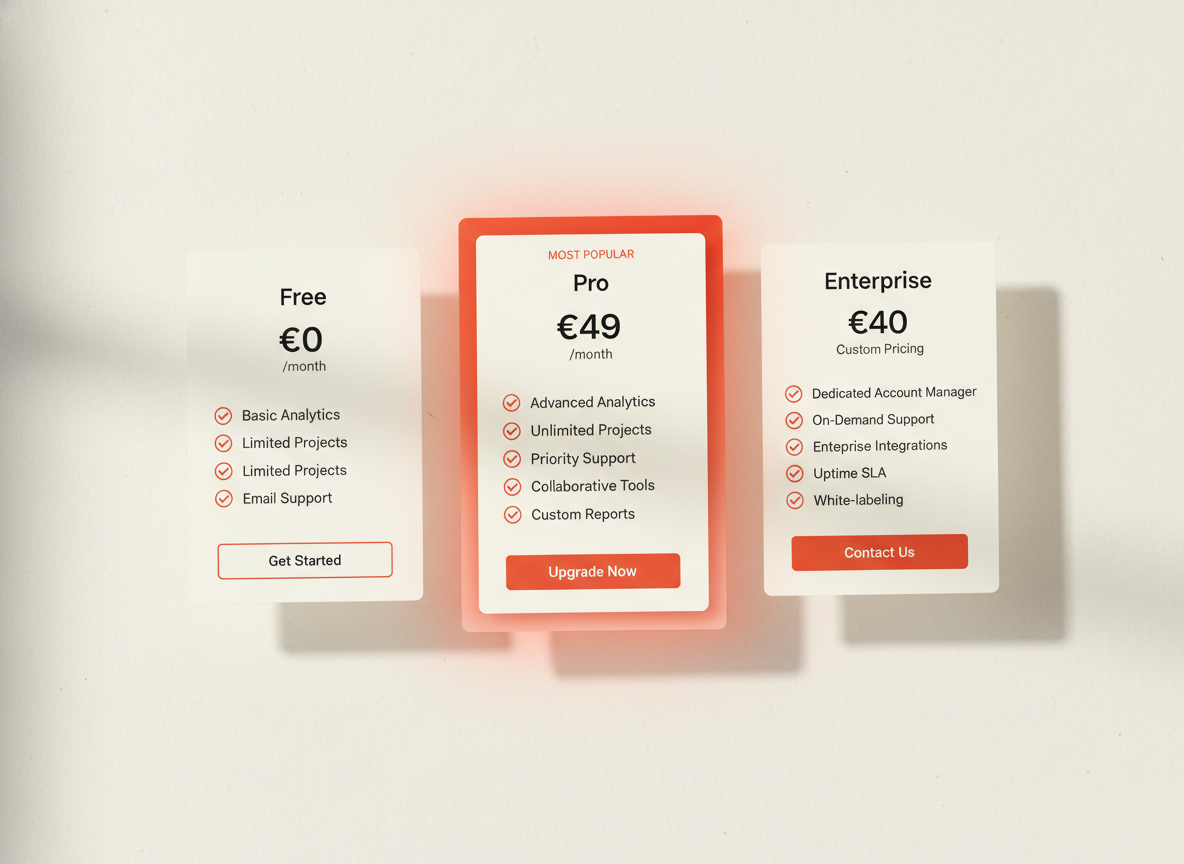 Free
€0
/month
Basic Analytics
Limited Projects
Limited Projects
Email Support
Get Started
MOST POPULAR
Pro
€49
/month
Advanced Analytics
Unlimited Projects
Priority Support
Collaborative Tools
Custom Reports
Upgrade Now
Enterprise
€40
Custom Pricing
Dedicated Account Manager
On-Demand Support
Enteprise Integrations
Uptime SLA
White-labeling
Contact Us